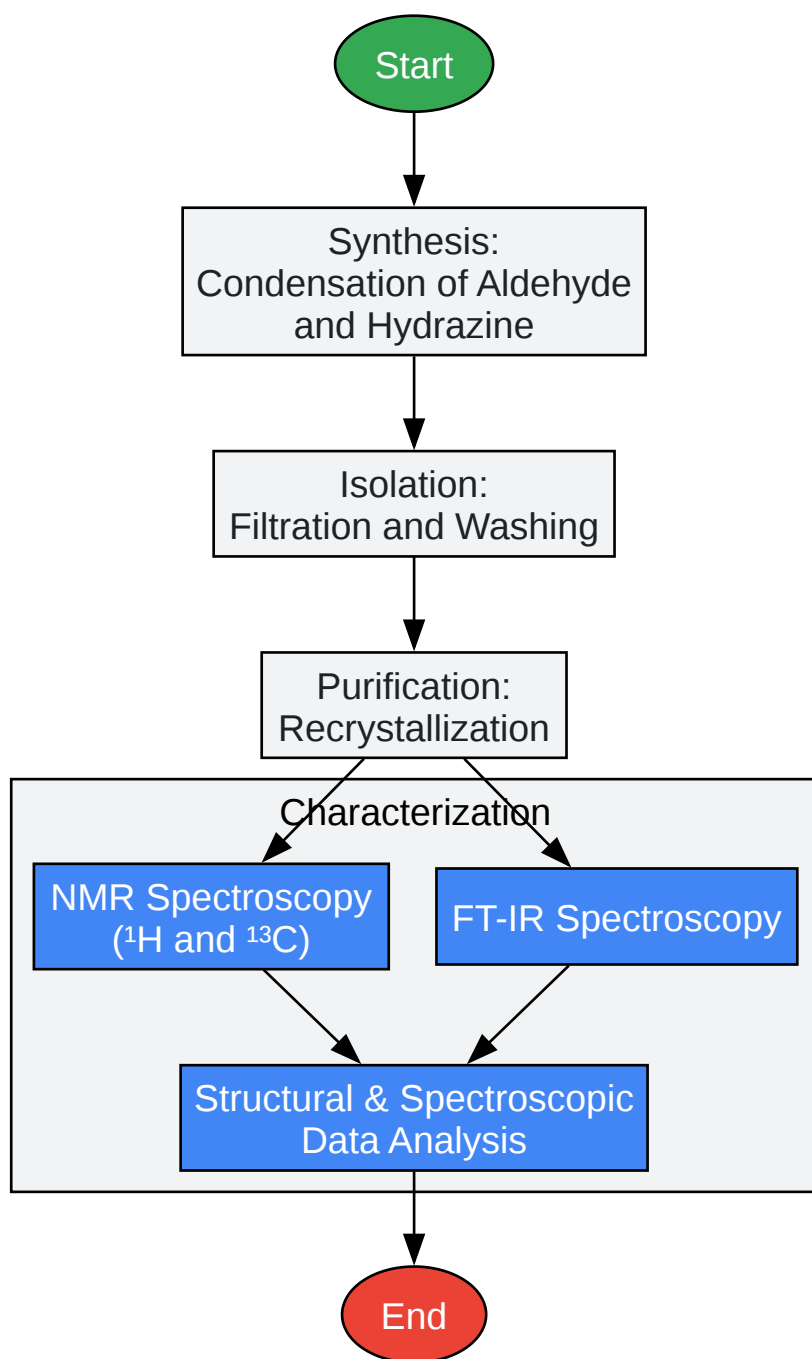 Start
Synthesis:
Condensation of Aldehyde
and Hydrazine
Isolation:
Filtration and Washing
Purification:
Recrystallization
Characterization
NMR Spectroscopy
(¹H and ¹³C)
FT-IR Spectroscopy
Structural & Spectroscopic
Data Analysis
End